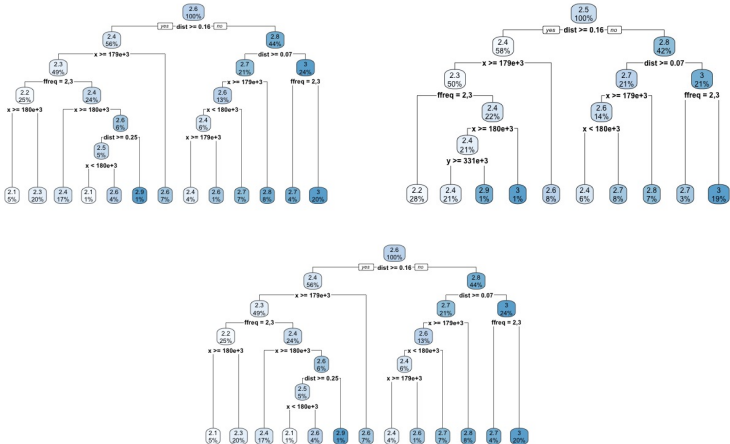 2.6
100%
yes dist >= 0.16 no
2.4
56%
2.8
44%
x >= 179e+3
dist >= 0.07
2.3
49%
2.7
21%
3
24%
ffreq = 2,3
x >= 179e+3
ffreq = 2,3
2.2
25%
2.4
24%
2.6
13%
x >= 180e+3
x >= 180e+3
x < 180e+3
2.6
6%
2.4
6%
dist >= 0.25
x >= 179e+3
2.5
5%
x < 180e+3
2.1 2.3 2.4 2.1 2.6 2.9 2.6 2.4 2.6 2.7 2.8 2.7 3
5% 20% 17% 1% 4% 1% 7% 4% 1% 7% 8% 4% 20%
2.5
100%
yes dist >= 0.16 no
2.4
58%
2.8
42%
x >= 179e+3
dist >= 0.07
2.3
50%
2.7
21%
3
21%
ffreq = 2,3
x >= 179e+3
ffreq = 2,3
2.4
22%
2.6
14%
x >= 180e+3
x < 180e+3
2.4
21%
y >= 331e+3
2.2 2.4 2.9 3 2.6 2.4 2.7 2.8 2.7 3
28% 21% 1% 1% 8% 6% 8% 7% 3% 19%
2.6
100%
yes dist >= 0.16 no
2.4
56%
2.8
44%
x >= 179e+3
dist >= 0.07
2.3
49%
2.7
21%
3
24%
ffreq = 2,3
x >= 179e+3
ffreq = 2,3
2.2
25%
2.4
24%
2.6
13%
x >= 180e+3
x >= 180e+3
x < 180e+3
2.6
6%
2.4
6%
dist >= 0.25
x >= 179e+3
2.5
5%
x < 180e+3
2.1 2.3 2.4 2.1 2.6 2.9 2.6 2.4 2.6 2.7 2.8 2.7 3
5% 20% 17% 1% 4% 1% 7% 4% 1% 7% 8% 4% 20%